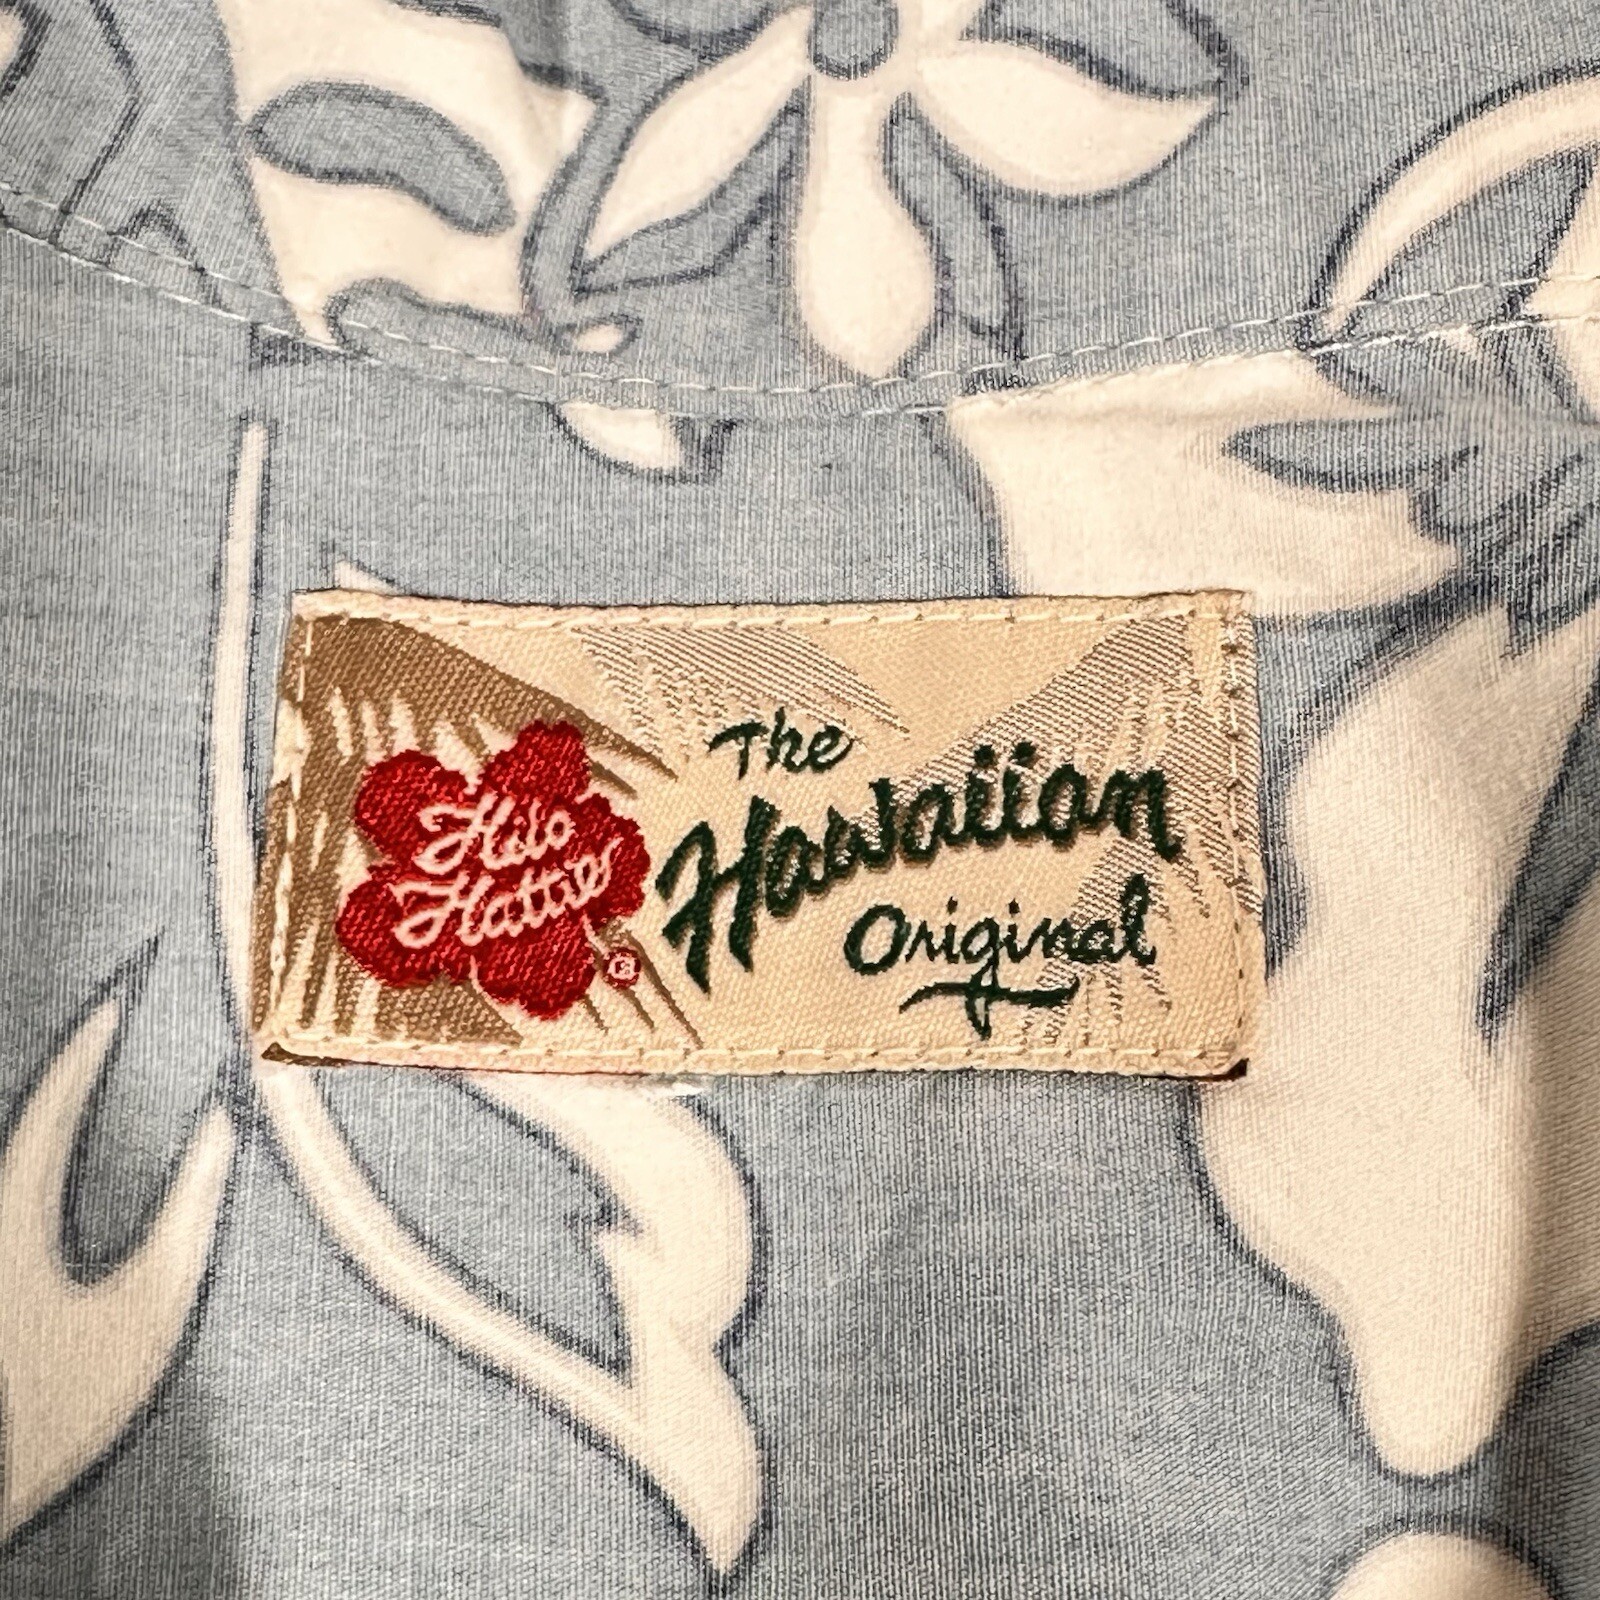 Hilo
Hattie
®
The
Hawaiian
Original